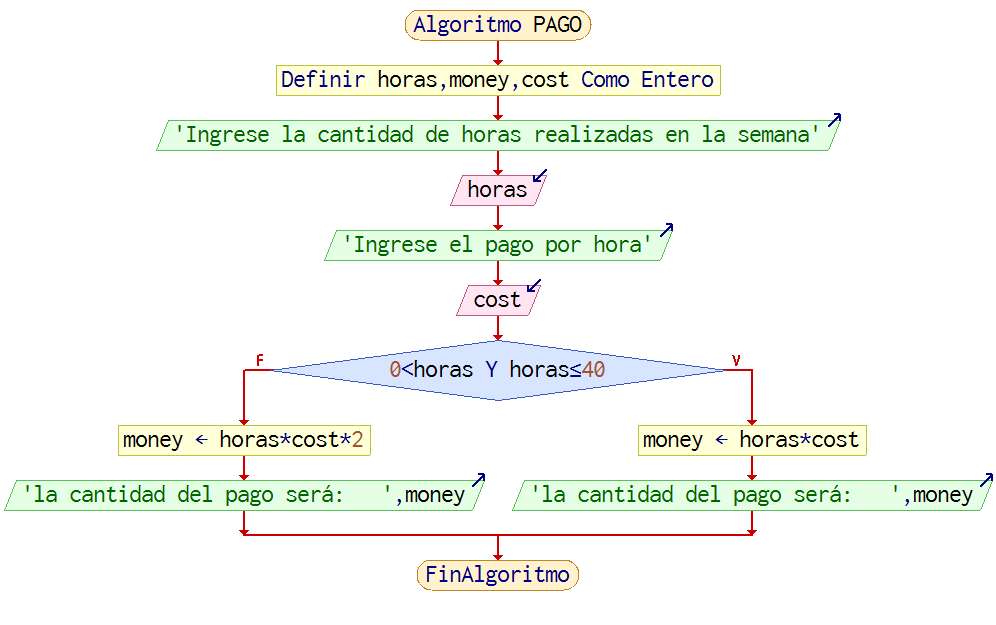 Algoritmo PAGO
Definir horas,money,cost Como Entero
'Ingrese la cantidad de horas realizadas en la semana'
horas
'Ingrese el pago por hora'
cost
F
0<horas Y horas≤40
V
money ← horas*cost*2
money ← horas*cost
'la cantidad del pago será:   ',money
'la cantidad del pago será:   ',money
FinAlgoritmo